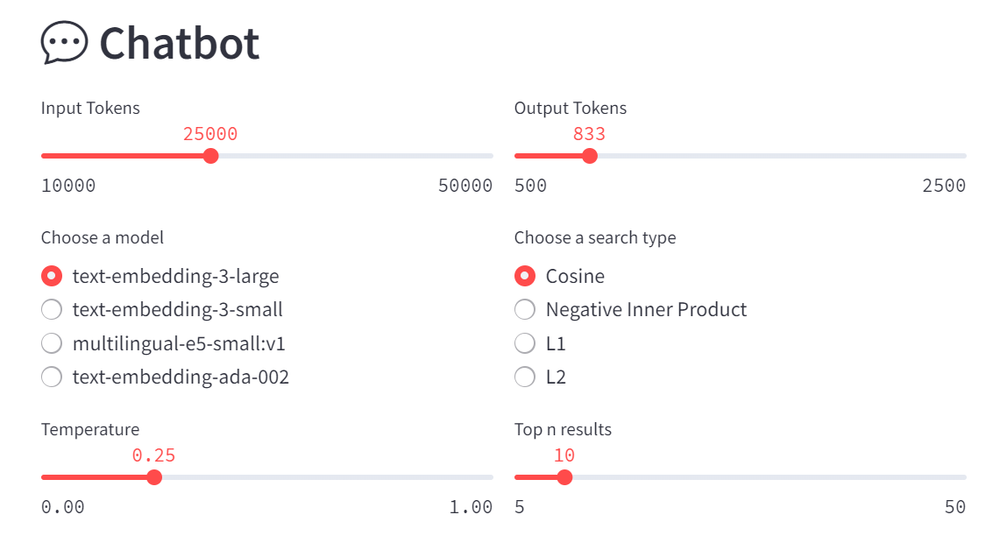 Chatbot
Input Tokens
25000
10000 50000
Output Tokens
833
500 2500
Choose a model
text-embedding-3-large
text-embedding-3-small
multilingual-e5-small:v1
text-embedding-ada-002
Choose a search type
Cosine
Negative Inner Product
L1
L2
Temperature
0.25
0.00 1.00
Top n results
10
5 50